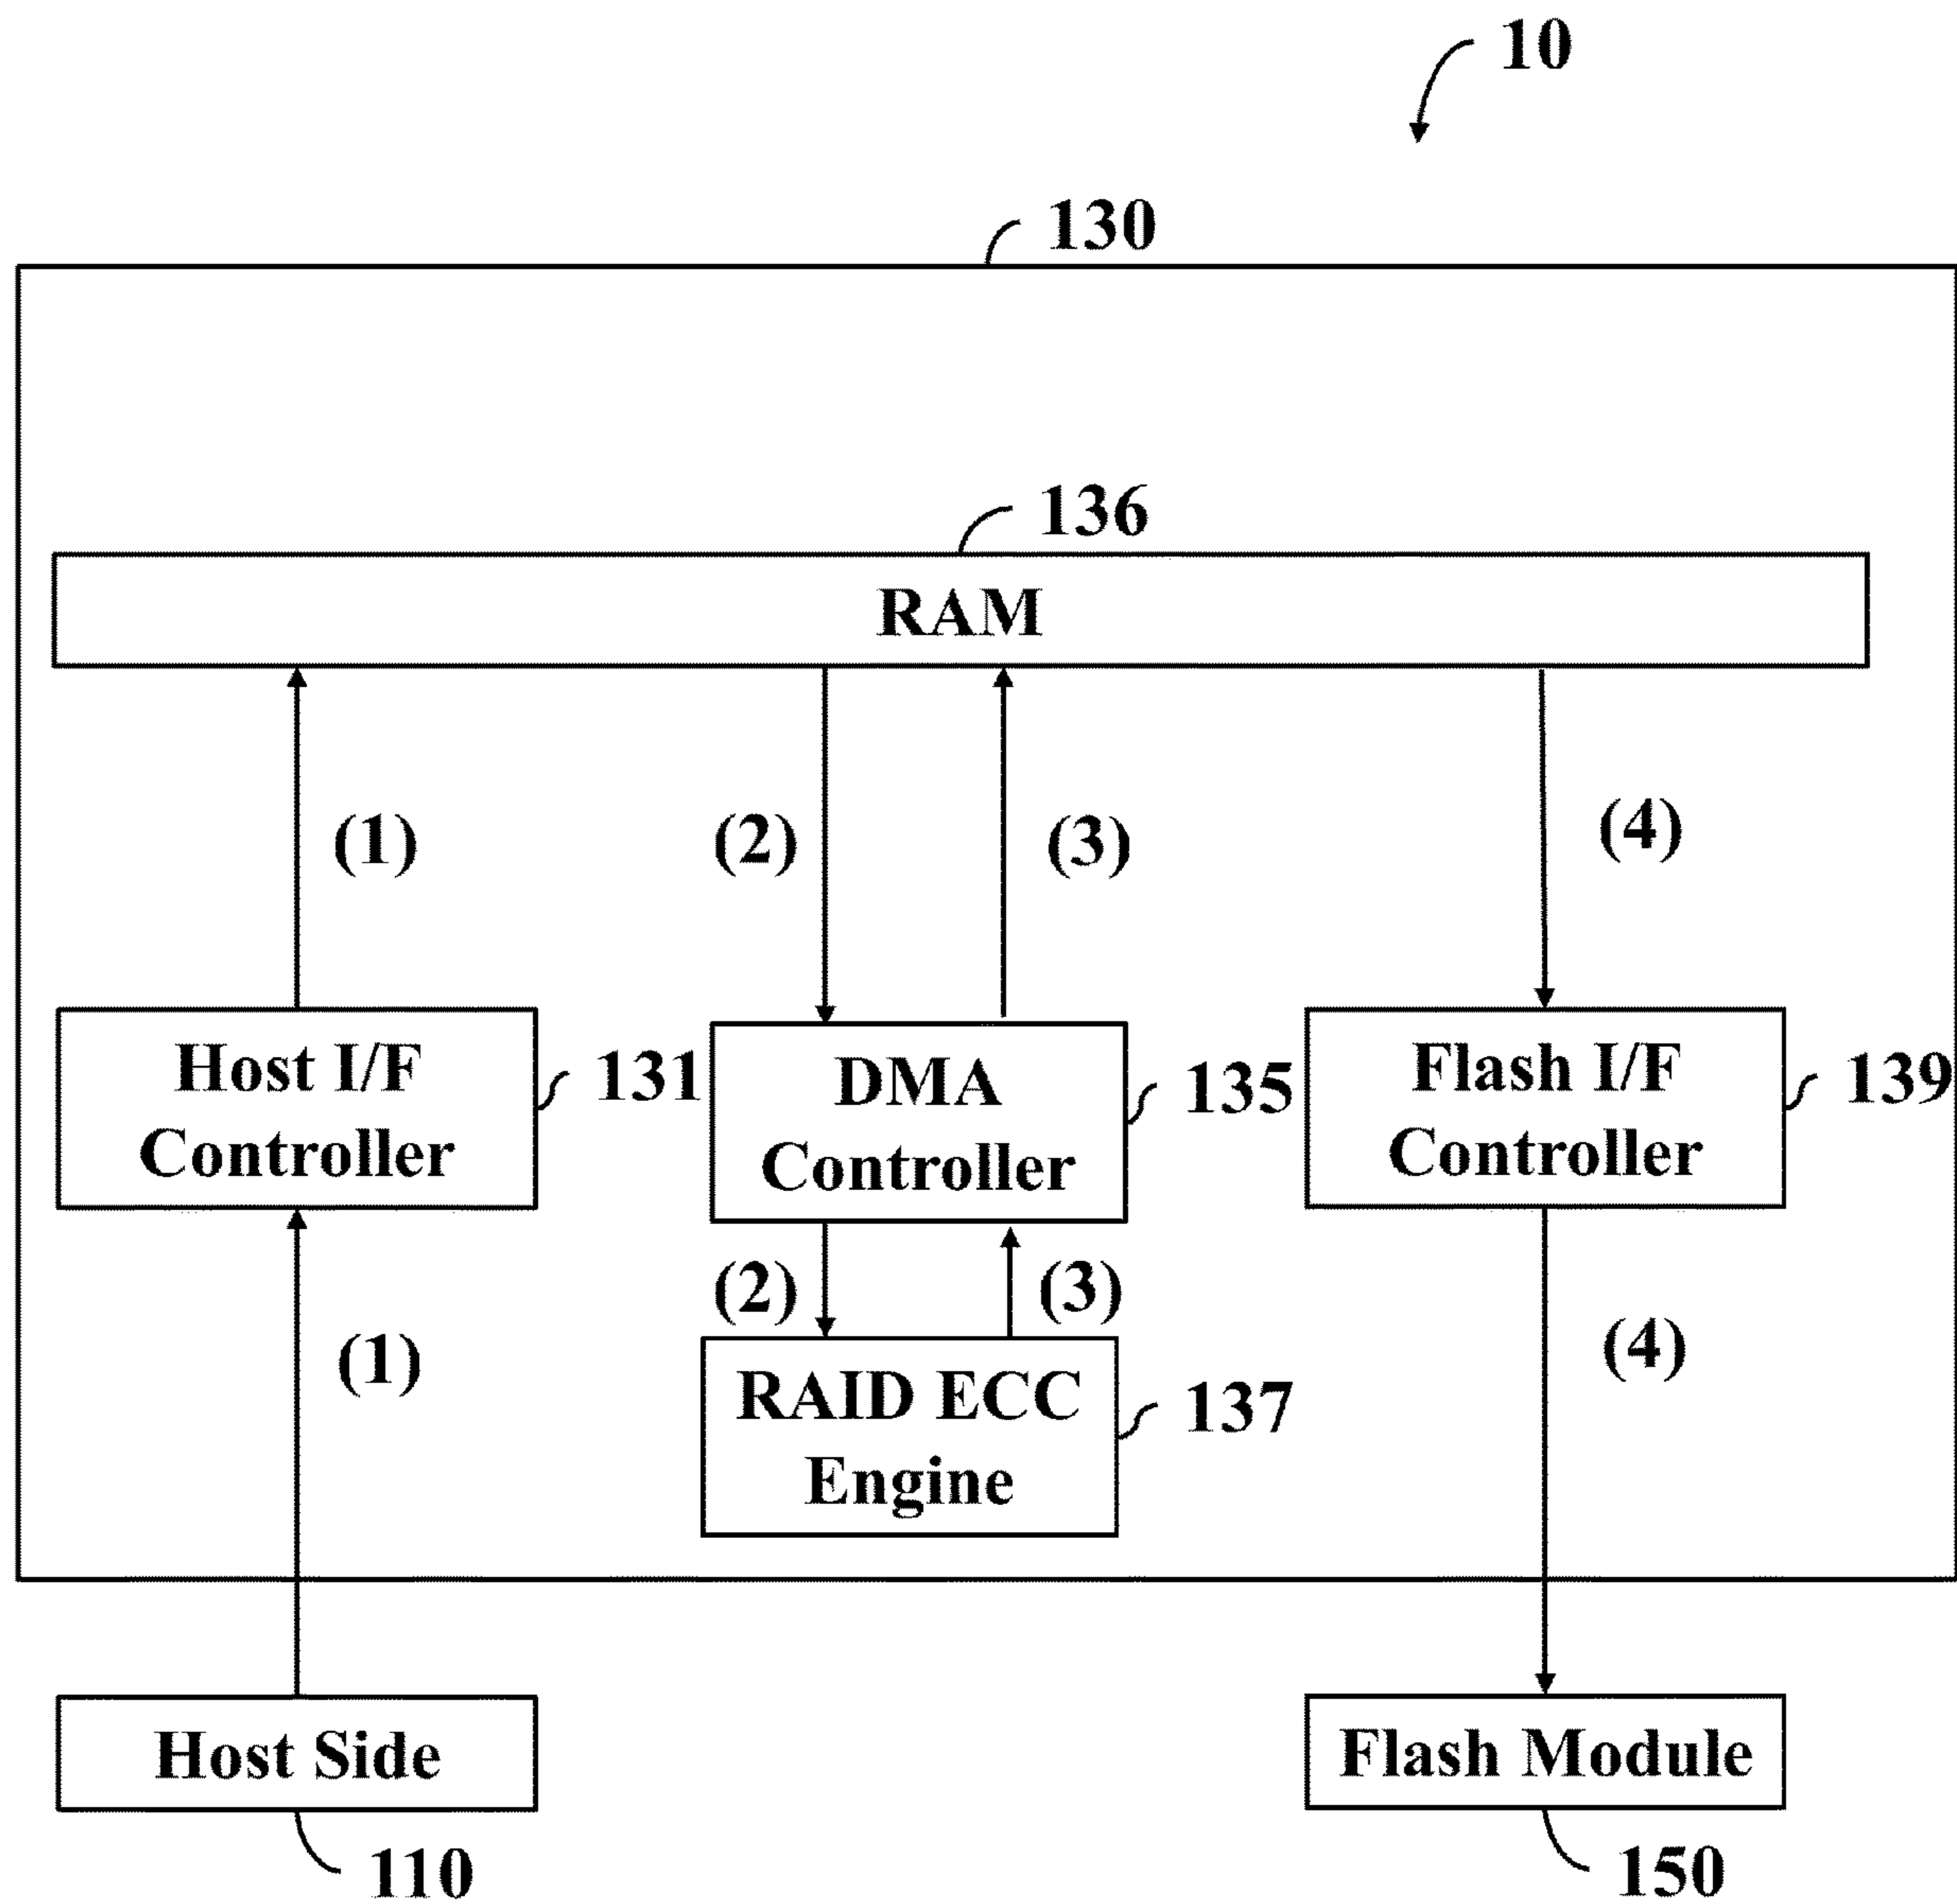 10
130
136
RAM
(1)
(2)
(3)
(4)
Host I/F
Controller
131
DMA
Controller
135
Flash I/F
Controller
139
(2)
(3)
(1)
(4)
RAID ECC
Engine
137
Host Side
Flash Module
110
150